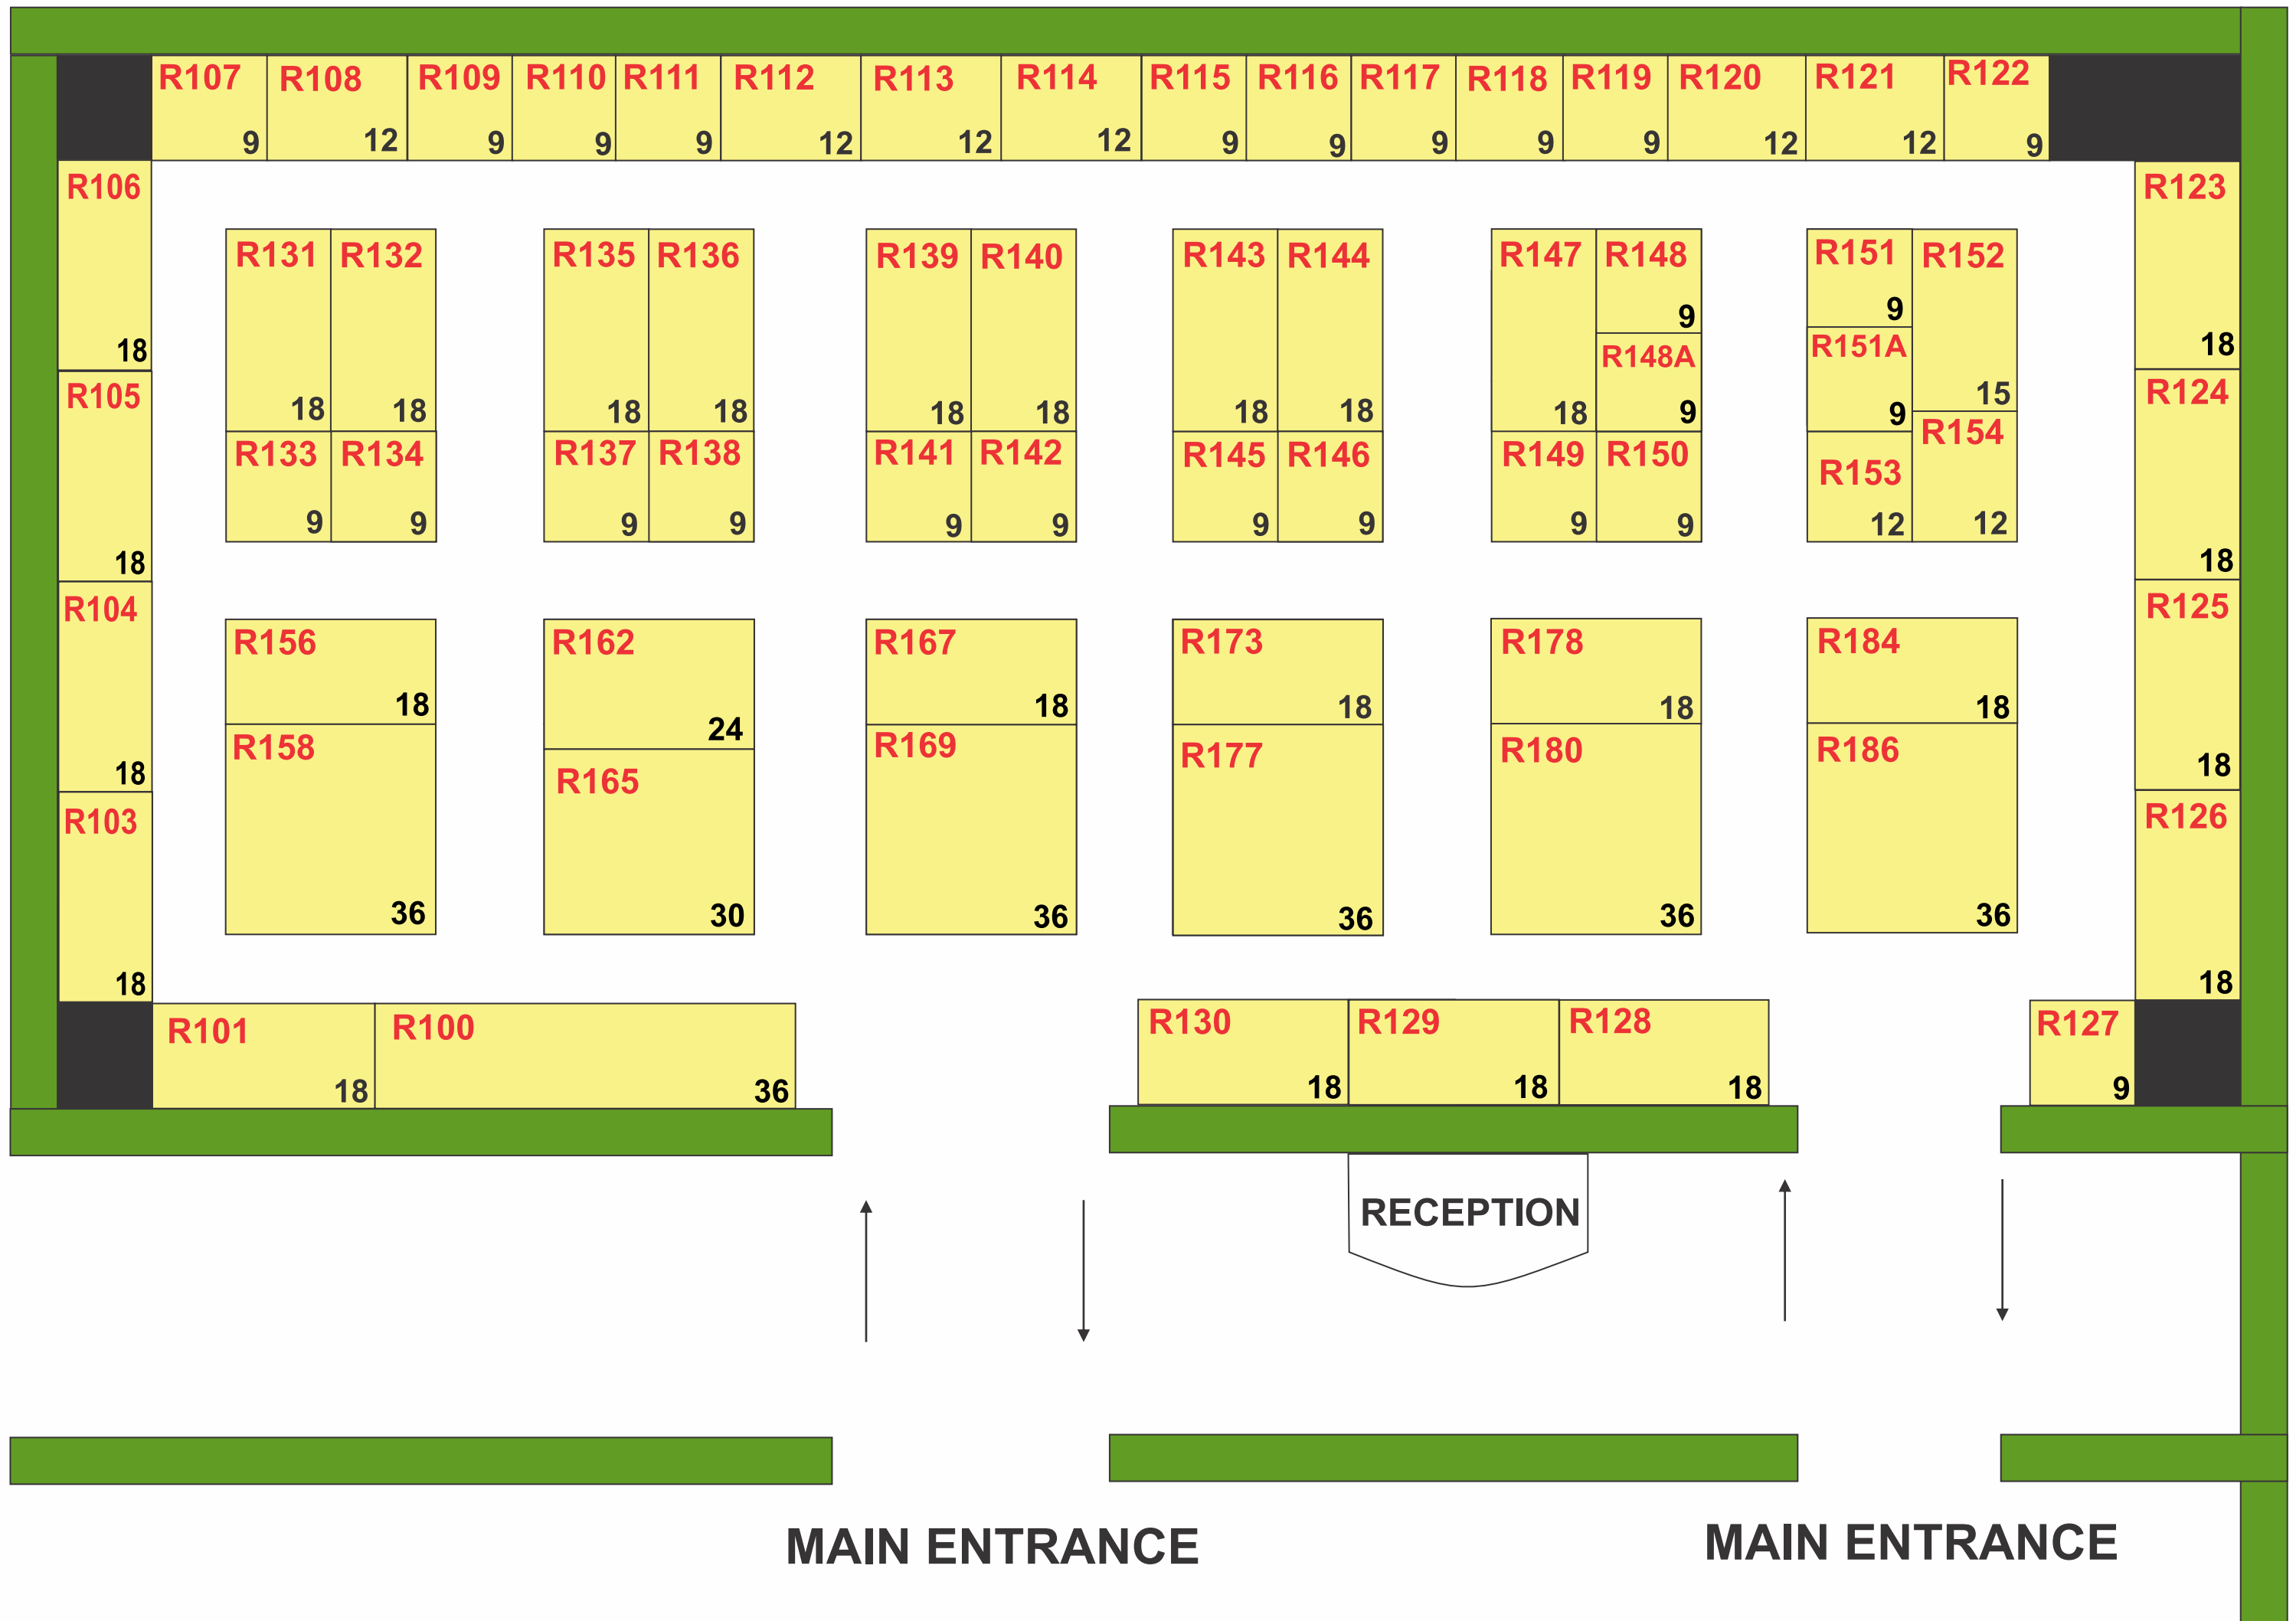 R107 R108 R109 R110 R111 R112 R113 R114 R115 R116 R117 R118 R119 R120 R121 R122
9 12 9 9 9 12 12 12 9 9 9 9 9 12 12 9
R106 R123
18 18
R131 R132 R135 R136 R139 R140 R143 R144 R147 R148 R151 R152
9 9
R148A R151A
R105 R124
18 18 18 18 18 18 18 18 18 9 9 15
R133 R134 R137 R138 R141 R142 R145 R146 R149 R150 R153 R154
9 9 9 9 9 9 9 9 9 9 12 12
18 18
R104 R125
R156 R162 R167 R173 R178 R184
18 24 18 18 18 18
R158 R165 R169 R177 R180 R186
18 18
R103 R126
36 30 36 36 36 36
18 18
R101 R100 R130 R129 R128 R127
18 36 18 18 18 9
RECEPTION
MAIN ENTRANCE MAIN ENTRANCE